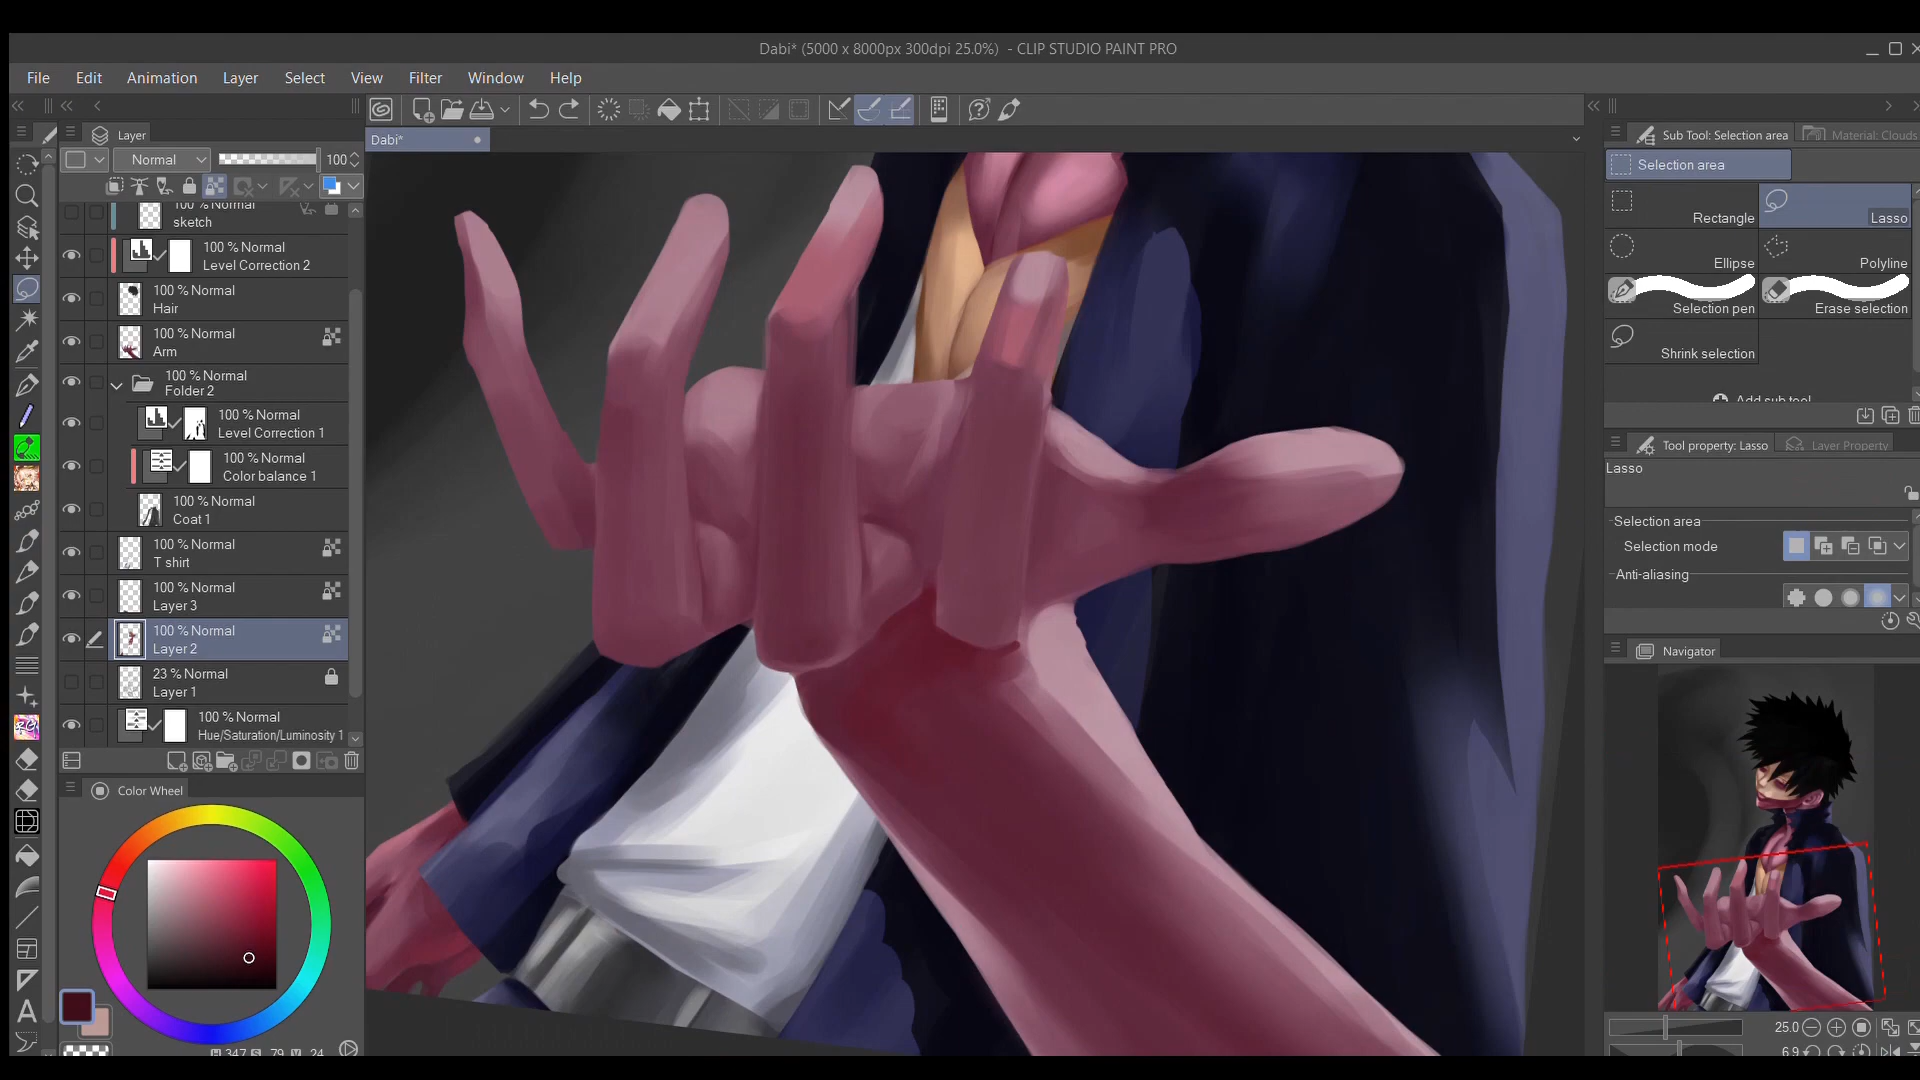 Dabi* (5000 x 8000px 300dpi 25.0%) - CLIP STUDIO PAINT PRO
File Edit Animation Layer Select View Filter Window Help
Layer
Dabi*
Sub Tool: Selection area
Material: Clouds
Normal
100
Selection area
100 % Normal
sketch
Rectangle
Lasso
100 % Normal
Level Correction 2
Ellipse
Polyline
100 % Normal
Hair
Selection pen
Erase selection
100 % Normal
Arm
Shrink selection
100 % Normal
Folder 2
Add sub tool
100 % Normal
Level Correction 1
Tool property: Lasso
Layer Property
100 % Normal
Color balance 1
Lasso
100 % Normal
Coat 1
Selection area
Selection mode
100 % Normal
T shirt
Anti-aliasing
100 % Normal
Layer 3
100 % Normal
Layer 2
Navigator
23 % Normal
Layer 1
100 % Normal
Hue/Saturation/Luminosity 1
Color Wheel
H 347 S 79 V 24
25.0
6.9